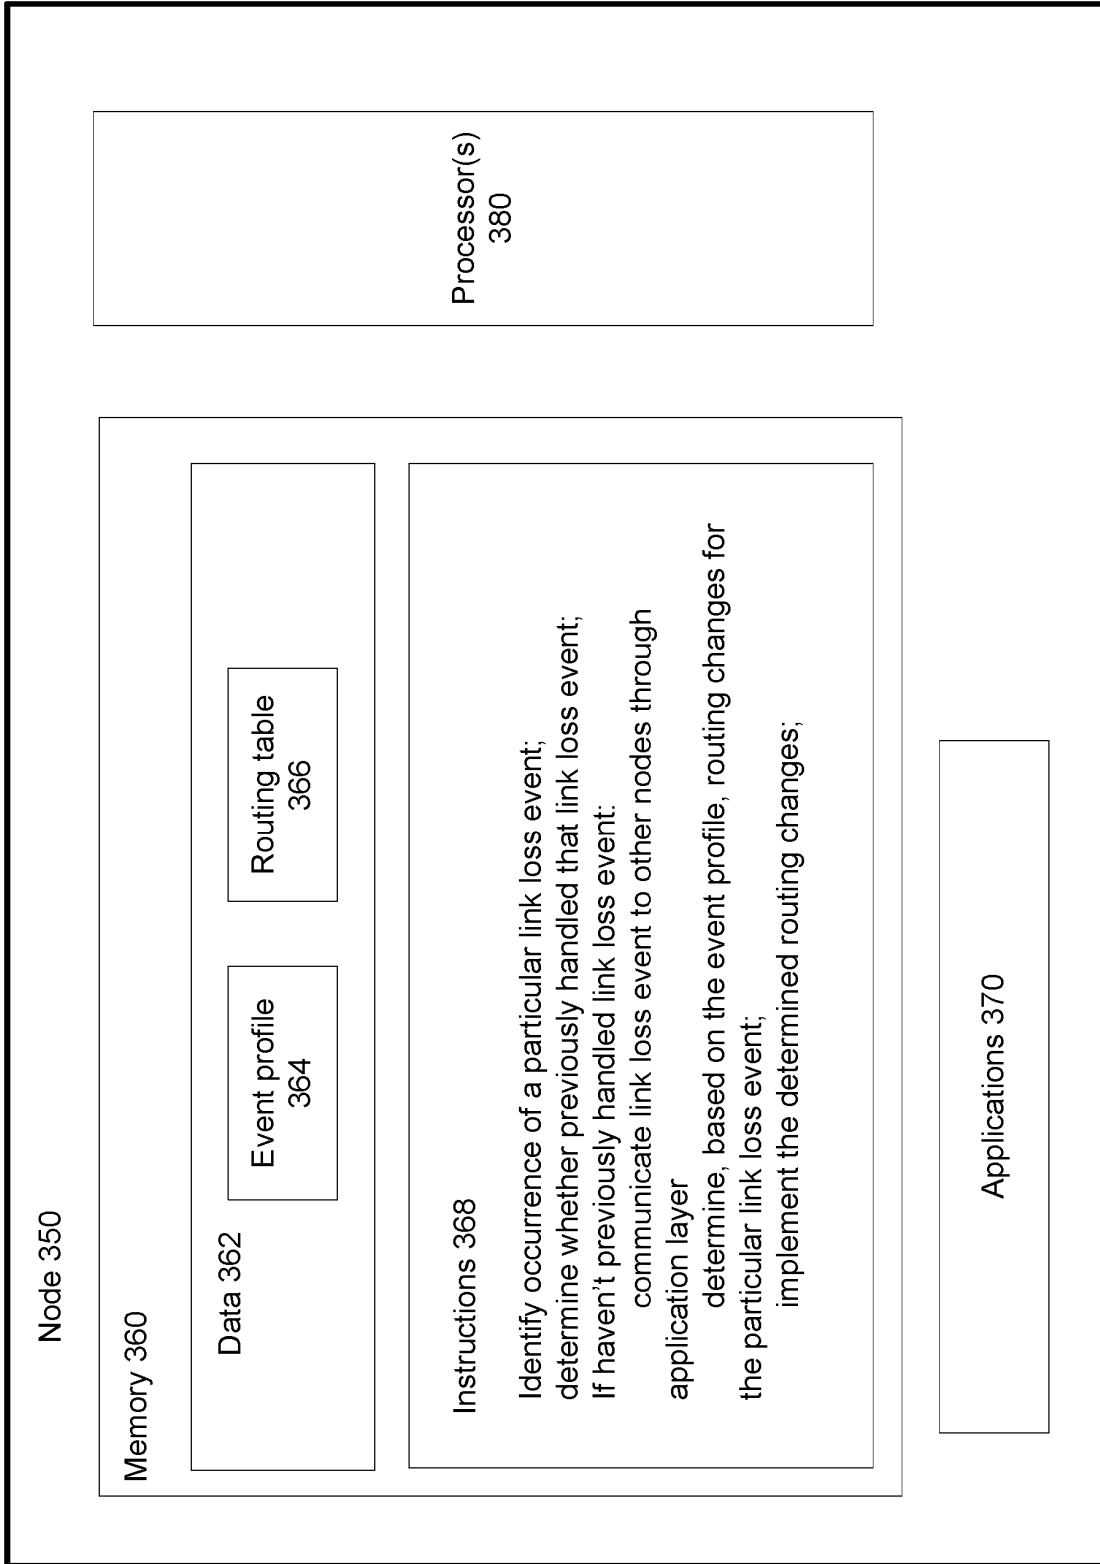 Node 350
Memory 360
Data 362
Event profile
364
Routing table
366
Instructions 368
Identify occurrence of a particular link loss event;
determine whether previously handled that link loss event;
If haven't previously handled link loss event:
communicate link loss event to other nodes through
application layer
determine, based on the event profile, routing changes for
the particular link loss event;
implement the determined routing changes;
Processor(s)
380
Applications 370